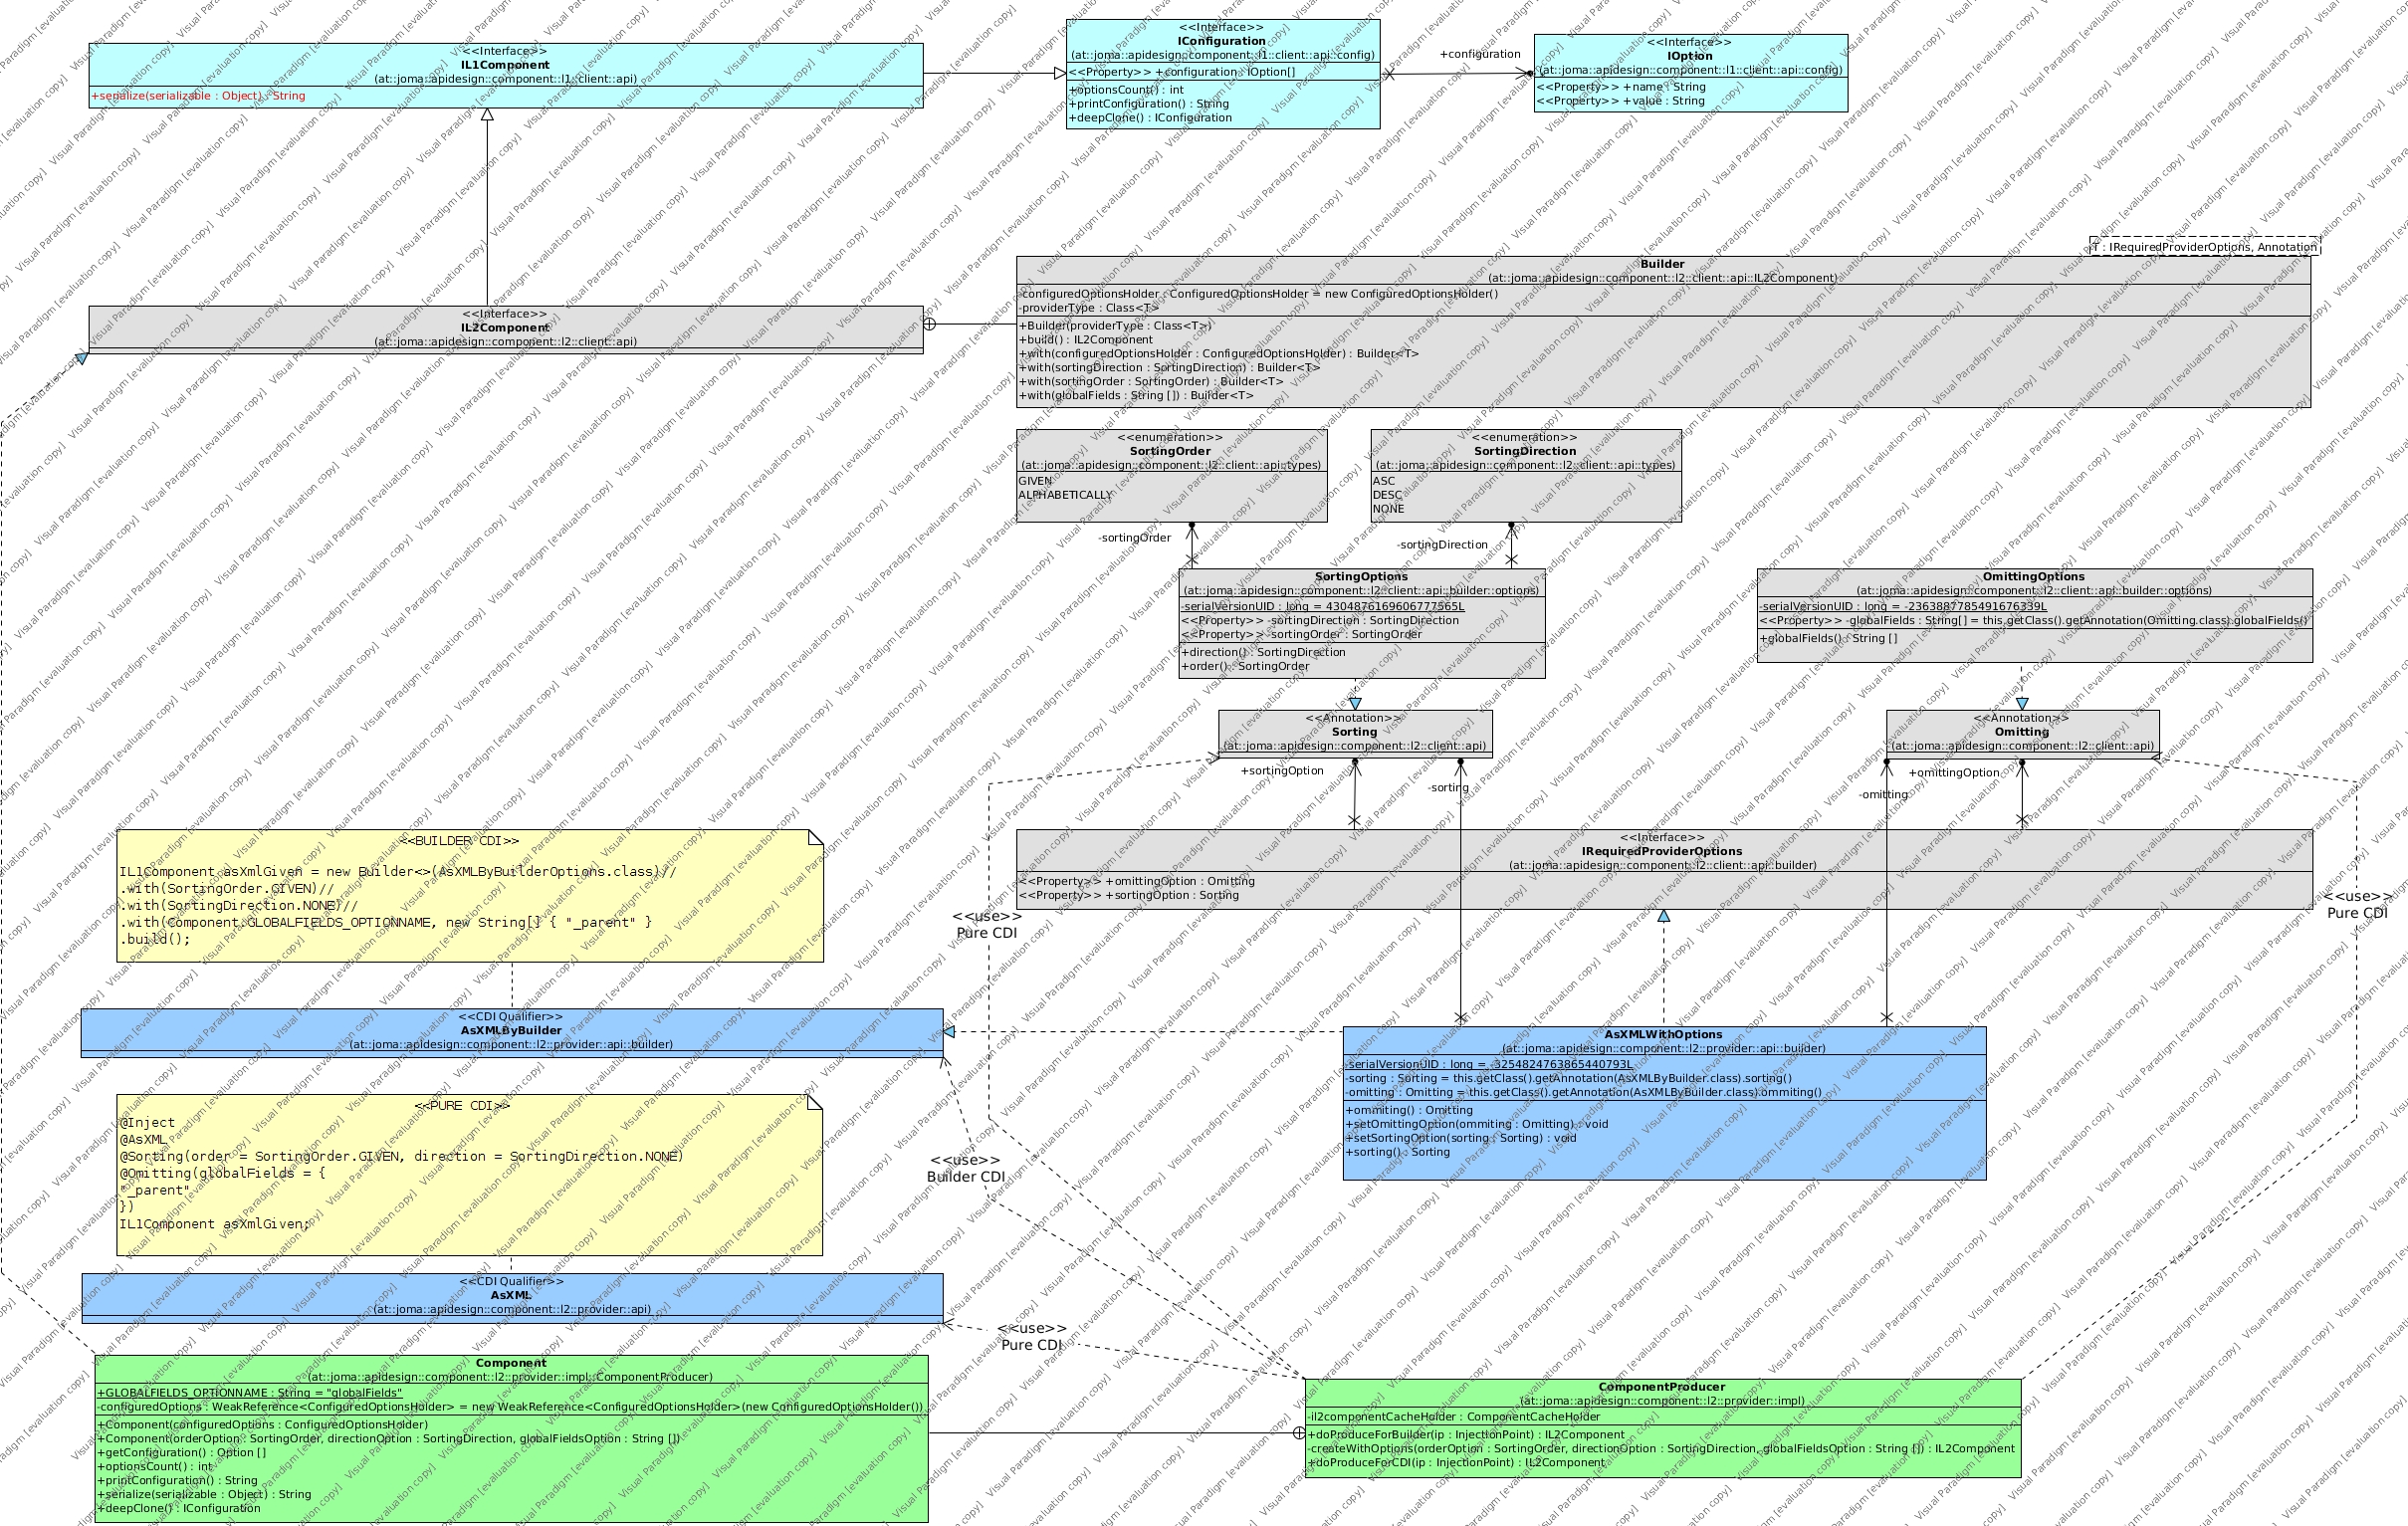 <<Interface>>
IL1Component
(at::joma::apidesign::component::l1::client::api)
+serialize(serializable : Object) : String
<<Interface>>
IConfiguration
(at::joma::apidesign::component::l1::client::api::config)
<<Property>> +configuration : IOption[]
+optionsCount() : int
+printConfiguration() : String
+deepClone() : IConfiguration
+configuration
<<Interface>>
IOption
(at::joma::apidesign::component::l1::client::api::config)
<<Property>> +name : String
<<Property>> +value : String
T : IRequiredProviderOptions, Annotation
Builder
(at::joma::apidesign::component::l2::client::api::IL2Component)
-configuredOptionsHolder : ConfiguredOptionsHolder = new ConfiguredOptionsHolder()
-providerType : Class<T>
+Builder(providerType : Class<T>)
+build() : IL2Component
+with(configuredOptionsHolder : ConfiguredOptionsHolder) : Builder<T>
+with(sortingDirection : SortingDirection) : Builder<T>
+with(sortingOrder : SortingOrder) : Builder<T>
+with(globalFields : String []) : Builder<T>
<<Interface>>
IL2Component
(at::joma::apidesign::component::l2::client::api)
<<enumeration>>
SortingOrder
(at::joma::apidesign::component::l2::client::api::types)
GIVEN
ALPHABETICALLY
<<enumeration>>
SortingDirection
(at::joma::apidesign::component::l2::client::api::types)
ASC
DESC
NONE
-sortingOrder
-sortingDirection
SortingOptions
(at::joma::apidesign::component::l2::client::api::builder::options)
-serialVersionUID : long = 4304876169606777565L
<<Property>> -sortingDirection : SortingDirection
<<Property>> -sortingOrder : SortingOrder
+direction() : SortingDirection
+order() : SortingOrder
OmittingOptions
(at::joma::apidesign::component::l2::client::api::builder::options)
-serialVersionUID : long = -2363887785491676339L
<<Property>> -globalFields : String[] = this.getClass().getAnnotation(Omitting.class).globalFields()
+globalFields() : String []
<<Annotation>>
Sorting
(at::joma::apidesign::component::l2::client::api)
<<Annotation>>
Omitting
(at::joma::apidesign::component::l2::client::api)
+sortingOption
-sorting
+omittingOption
-omitting
<<Interface>>
IRequiredProviderOptions
(at::joma::apidesign::component::l2::client::api::builder)
<<Property>> +omittingOption : Omitting
<<Property>> +sortingOption : Sorting
<<BUILDER CDI>>
IL1Component asXmlGiven = new Builder<>(AsXMLByBuilderOptions.class)//
.with(SortingOrder.GIVEN)//
.with(SortingDirection.NONE)//
.with(Component.GLOBALFIELDS_OPTIONNAME, new String[] { "_parent" }
.build();
<<use>>
Pure CDI
<<use>>
Pure CDI
<<CDI Qualifier>>
AsXMLByBuilder
(at::joma::apidesign::component::l2::provider::api::builder)
AsXMLWithOptions
(at::joma::apidesign::component::l2::provider::api::builder)
-serialVersionUID : long = -3254824763865440793L
-sorting : Sorting = this.getClass().getAnnotation(AsXMLByBuilder.class).sorting()
-omitting : Omitting = this.getClass().getAnnotation(AsXMLByBuilder.class).ommiting()
+ommiting() : Omitting
+setOmittingOption(ommiting : Omitting) : void
+setSortingOption(sorting : Sorting) : void
+sorting() : Sorting
<<PURE CDI>>
@Inject
@AsXML
@Sorting(order = SortingOrder.GIVEN, direction = SortingDirection.NONE)
@Omitting(globalFields = {
"_parent"
})
IL1Component asXmlGiven;
<<use>>
Builder CDI
<<CDI Qualifier>>
AsXML
(at::joma::apidesign::component::l2::provider::api)
<<use>>
Pure CDI
Component
(at::joma::apidesign::component::l2::provider::impl::ComponentProducer)
+GLOBALFIELDS_OPTIONNAME : String = "globalFields"
-configuredOptions : WeakReference<ConfiguredOptionsHolder> = new WeakReference<ConfiguredOptionsHolder>(new ConfiguredOptionsHolder())
+Component(configuredOptions : ConfiguredOptionsHolder)
+Component(orderOption : SortingOrder, directionOption : SortingDirection, globalFieldsOption : String [])
+getConfiguration() : Option []
+optionsCount() : int
+printConfiguration() : String
+serialize(serializable : Object) : String
+deepClone() : IConfiguration
ComponentProducer
(at::joma::apidesign::component::l2::provider::impl)
-il2componentCacheHolder : ComponentCacheHolder
+doProduceForBuilder(ip : InjectionPoint) : IL2Component
-createWithOptions(orderOption : SortingOrder, directionOption : SortingDirection, globalFieldsOption : String []) : IL2Component
+doProduceForCDI(ip : InjectionPoint) : IL2Component
Visual Paradigm [evaluation copy]